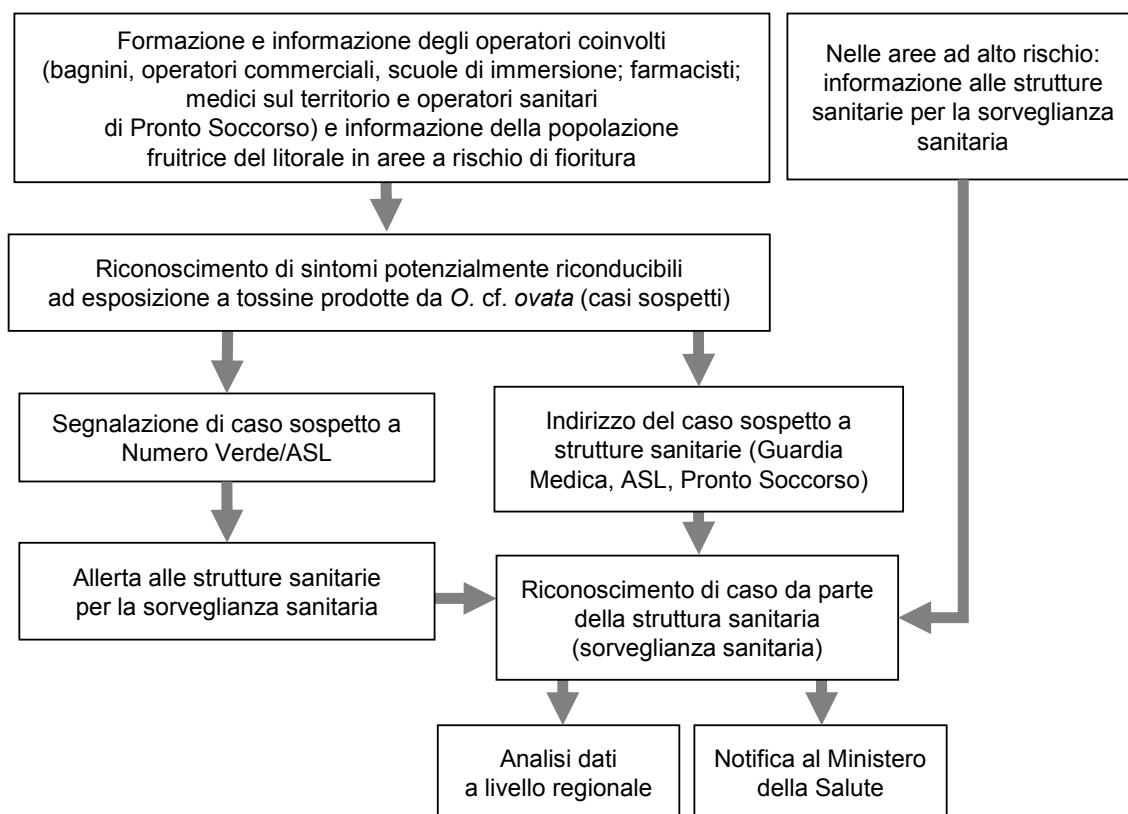 Formazione e informazione degli operatori coinvolti
(bagnini, operatori commerciali, scuole di immersione; farmacisti;
medici sul territorio e operatori sanitari
di Pronto Soccorso) e informazione della popolazione
fruitrice del litorale in aree a rischio di fioritura
Nelle aree ad alto rischio:
informazione alle strutture
sanitarie per la sorveglianza
sanitaria
Riconoscimento di sintomi potenzialmente riconducibili
ad esposizione a tossine prodotte da O. cf. ovata (casi sospetti)
Segnalazione di caso sospetto a
Numero Verde/ASL
Indirizzo del caso sospetto a
strutture sanitarie (Guardia
Medica, ASL, Pronto Soccorso)
Allerta alle strutture sanitarie
per la sorveglianza sanitaria
Riconoscimento di caso da parte
della struttura sanitaria
(sorveglianza sanitaria)
Analisi dati
a livello regionale
Notifica al Ministero
della Salute